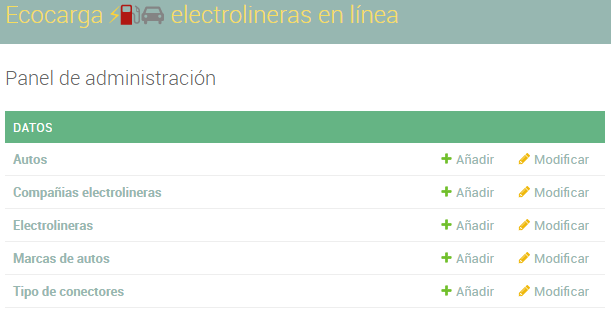 Ecocarga ⚡⛽🚘 electrolineras en línea
Panel de administración
DATOS
Autos + Añadir Modificar
Compañias electrolineras + Añadir Modificar
Electrolineras + Añadir Modificar
Marcas de autos + Añadir Modificar
Tipo de conectores + Añadir Modificar